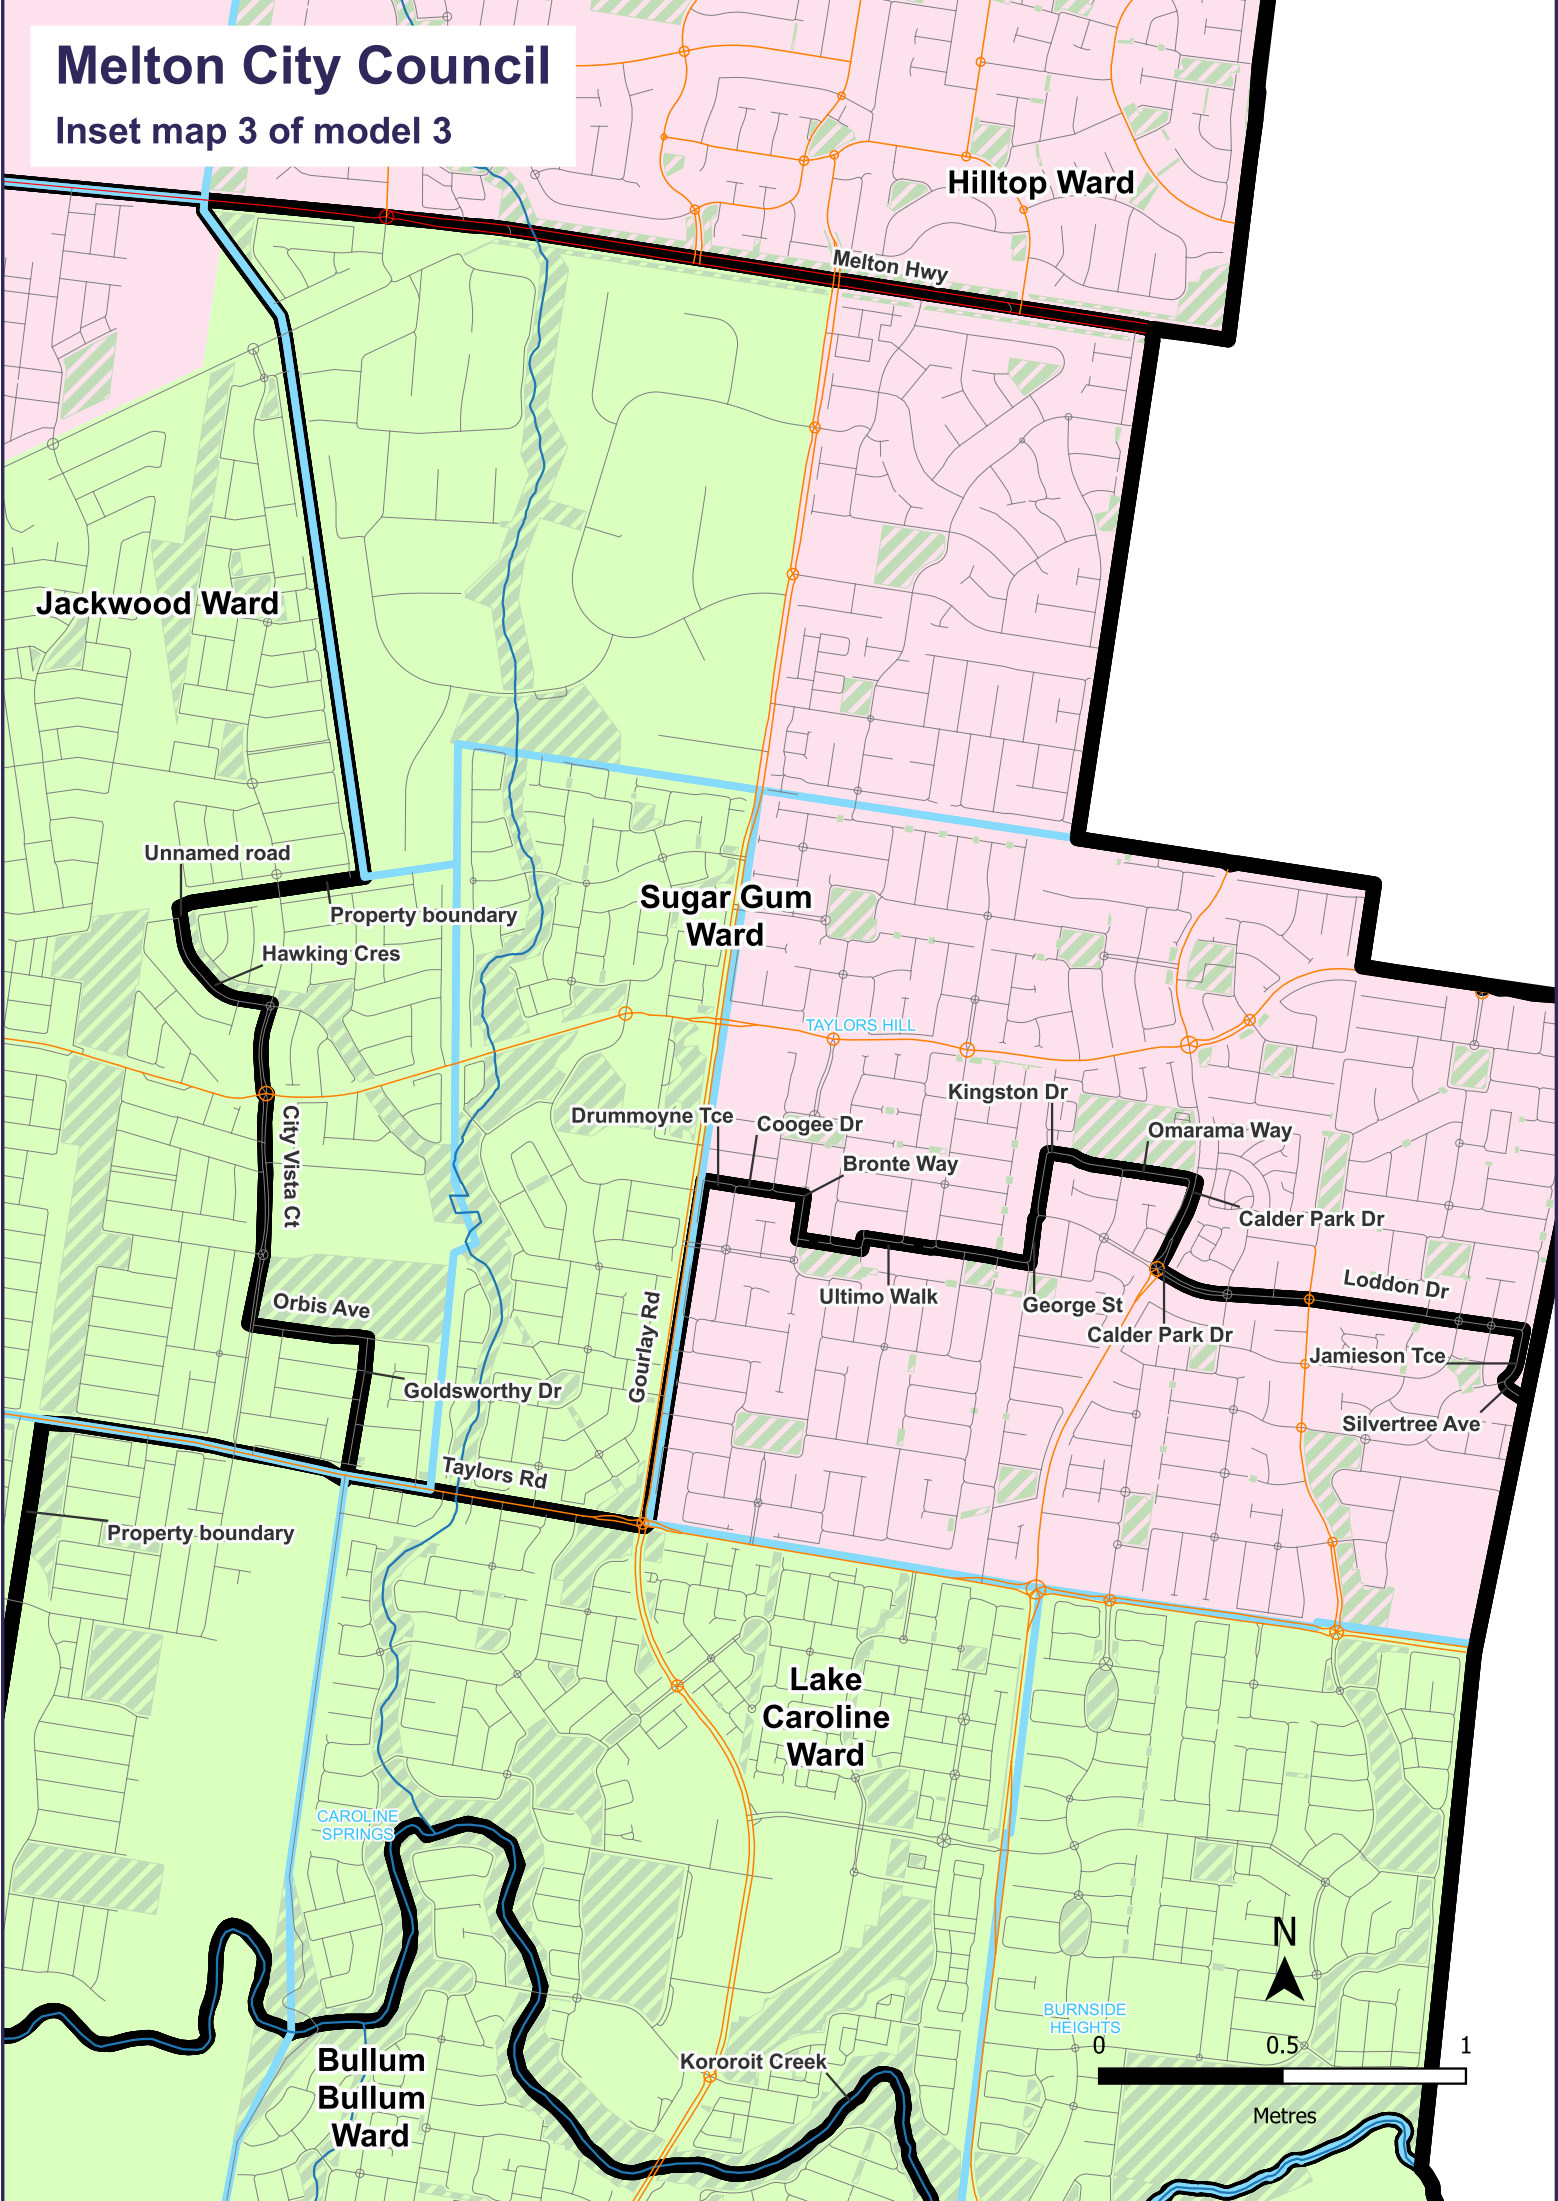 Melton City Council
Inset map 3 of model 3
Hilltop Ward
Melton Hwy
Jackwood Ward
Unnamed road
Sugar Gum
Ward
Property boundary
Hawking Cres
TAYLORS HILL
Kingston Dr
Drummoyne Tce
Coogee Dr
Omarama Way
City Vista Ct
Bronte Way
Calder Park Dr
Orbis Ave
Ultimo Walk
George St
Loddon Dr
Calder Park Dr
Gourlay Rd
Jamieson Tce
Goldsworthy Dr
Silvertree Ave
Taylors Rd
Property boundary
Lake
Caroline
Ward
CAROLINE
SPRINGS
N
BURNSIDE
HEIGHTS
0 0.5 1
Metres
Bullum
Bullum
Ward
Kororoit Creek